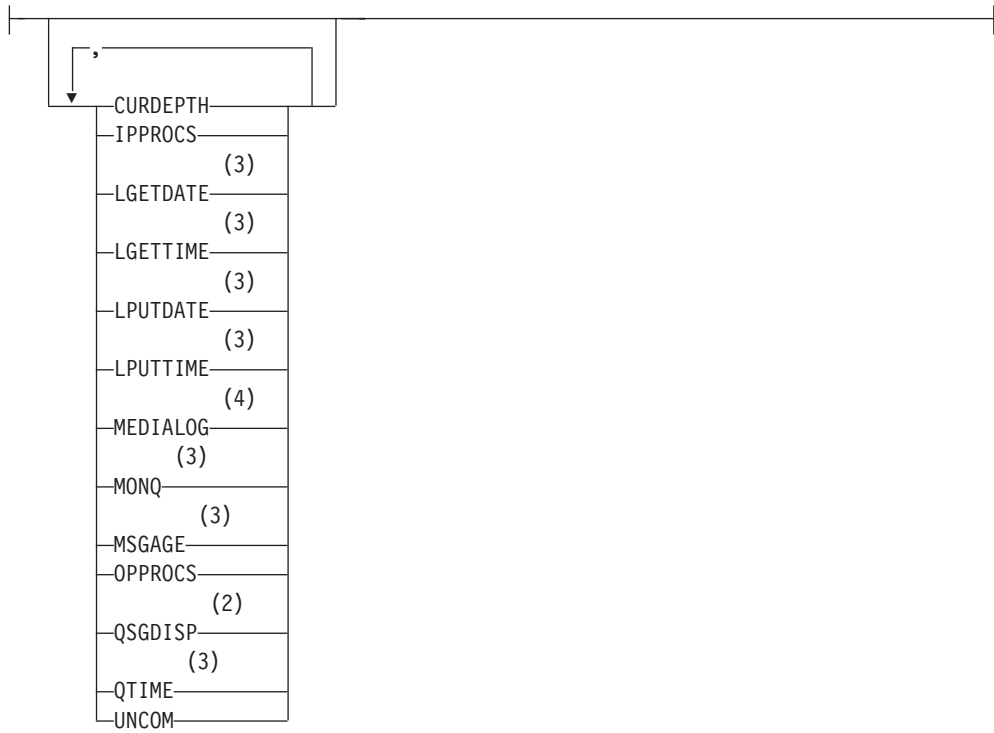 ,
CURDEPTH
IPPROCS
(3)
LGETDATE
(3)
LGETTIME
(3)
LPUTDATE
(3)
LPUTTIME
(4)
MEDIALOG
(3)
MONQ
(3)
MSGAGE
OPPROCS
(2)
QSGDISP
(3)
QTIME
UNCOM